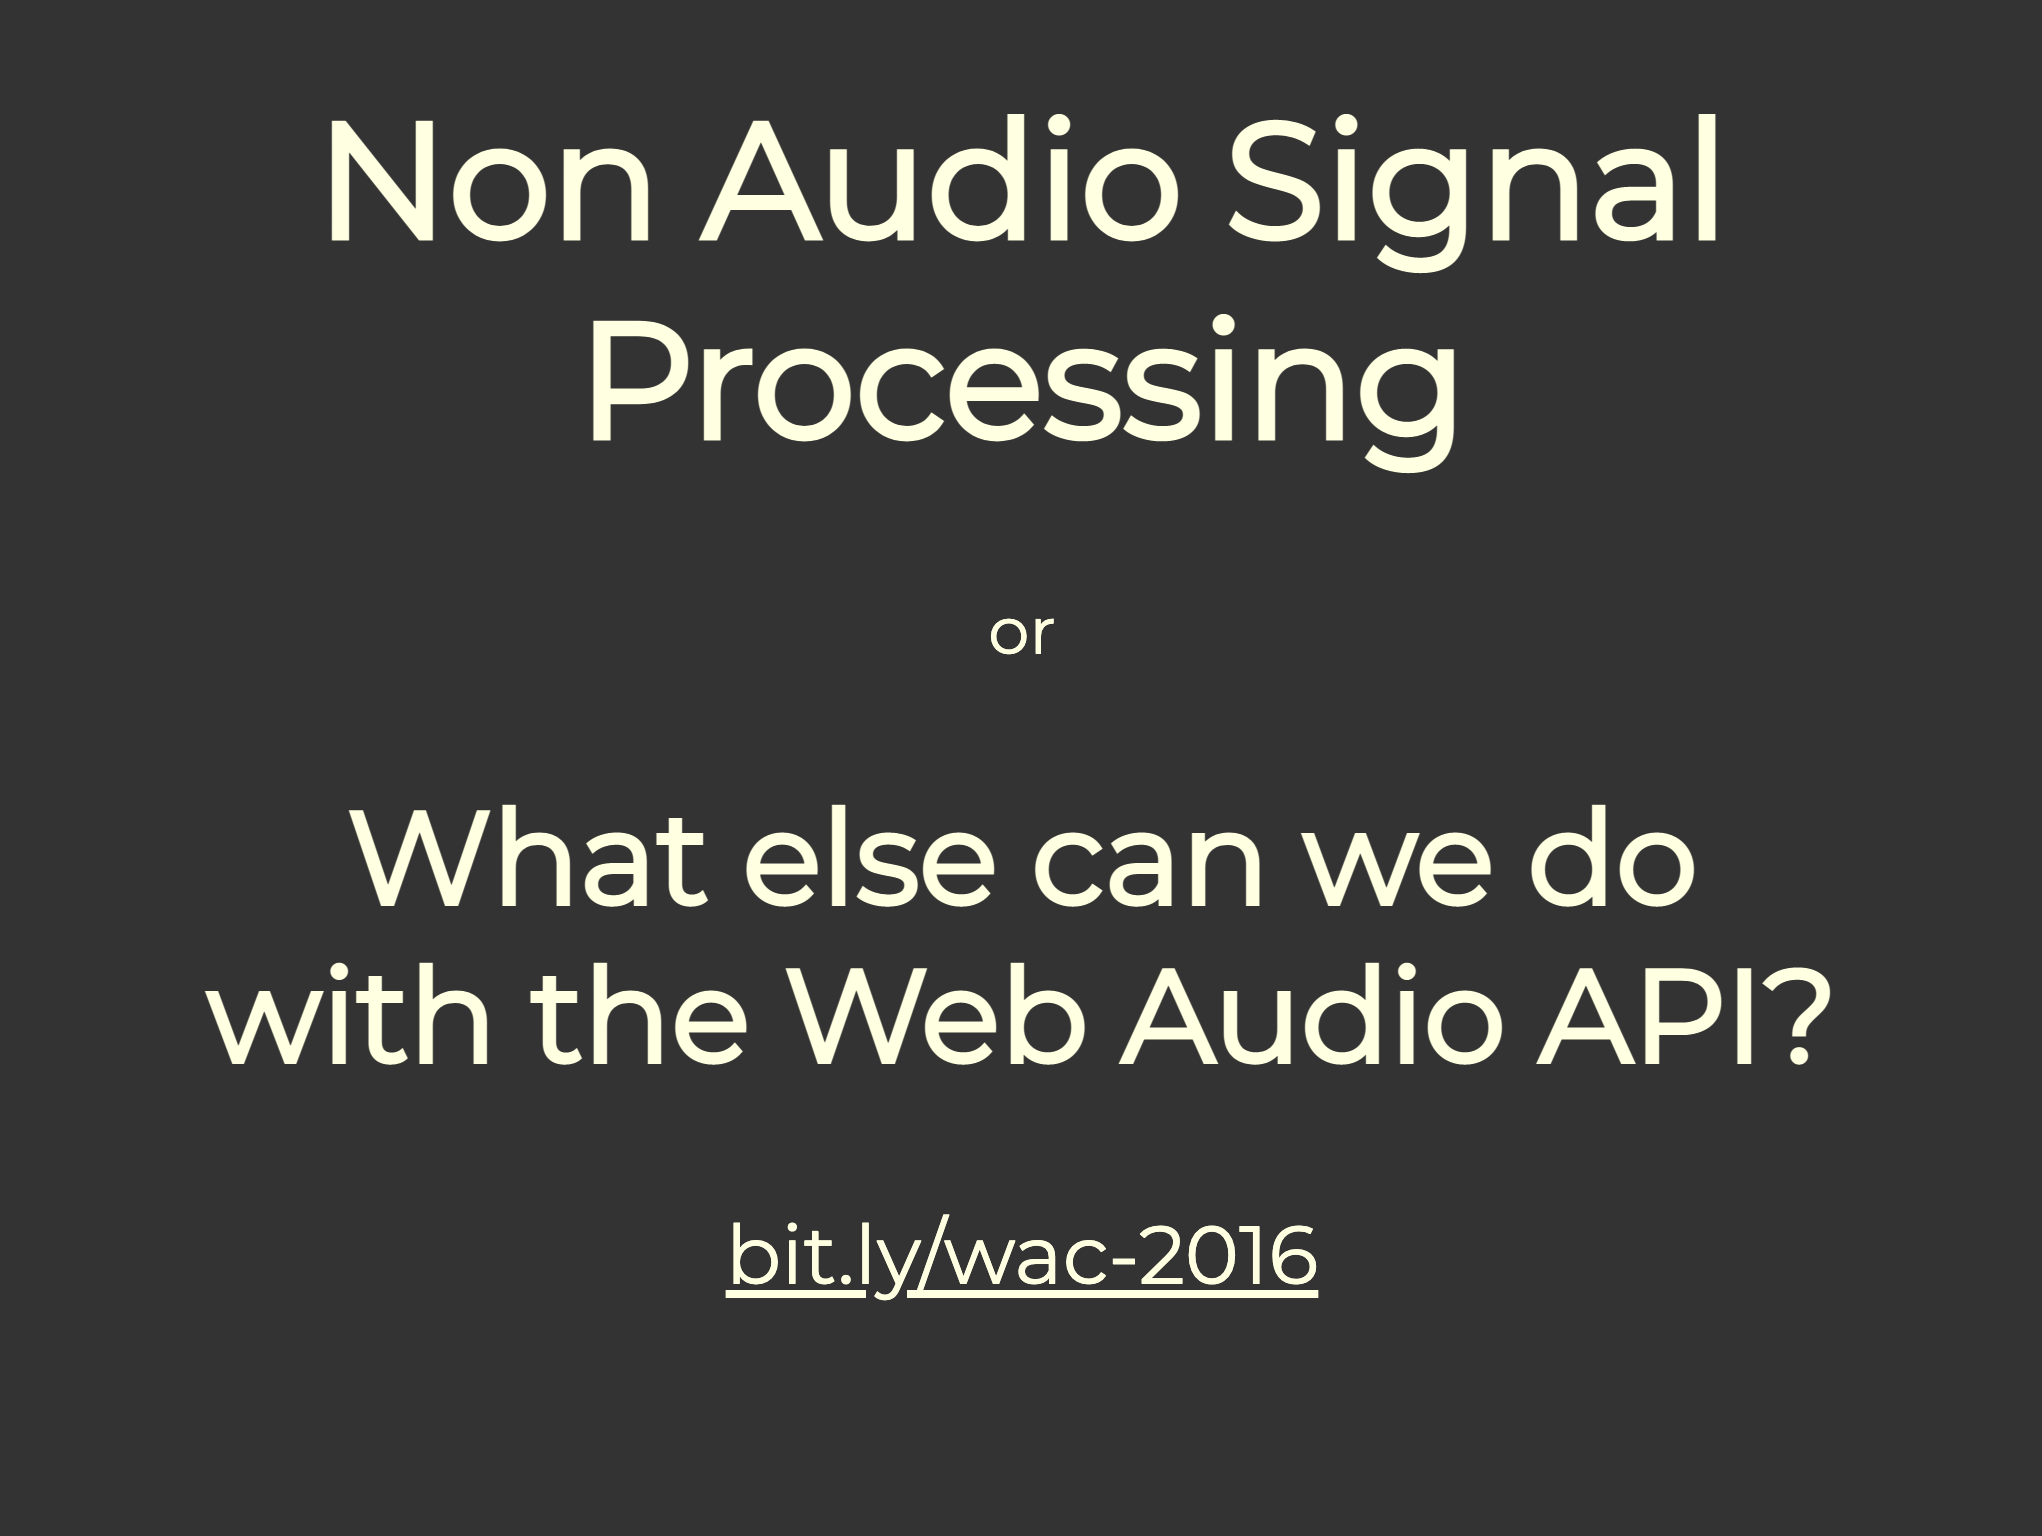 Non Audio Signal
Processing
or
What else can we do
with the Web Audio API?
bit.ly/wac-2016